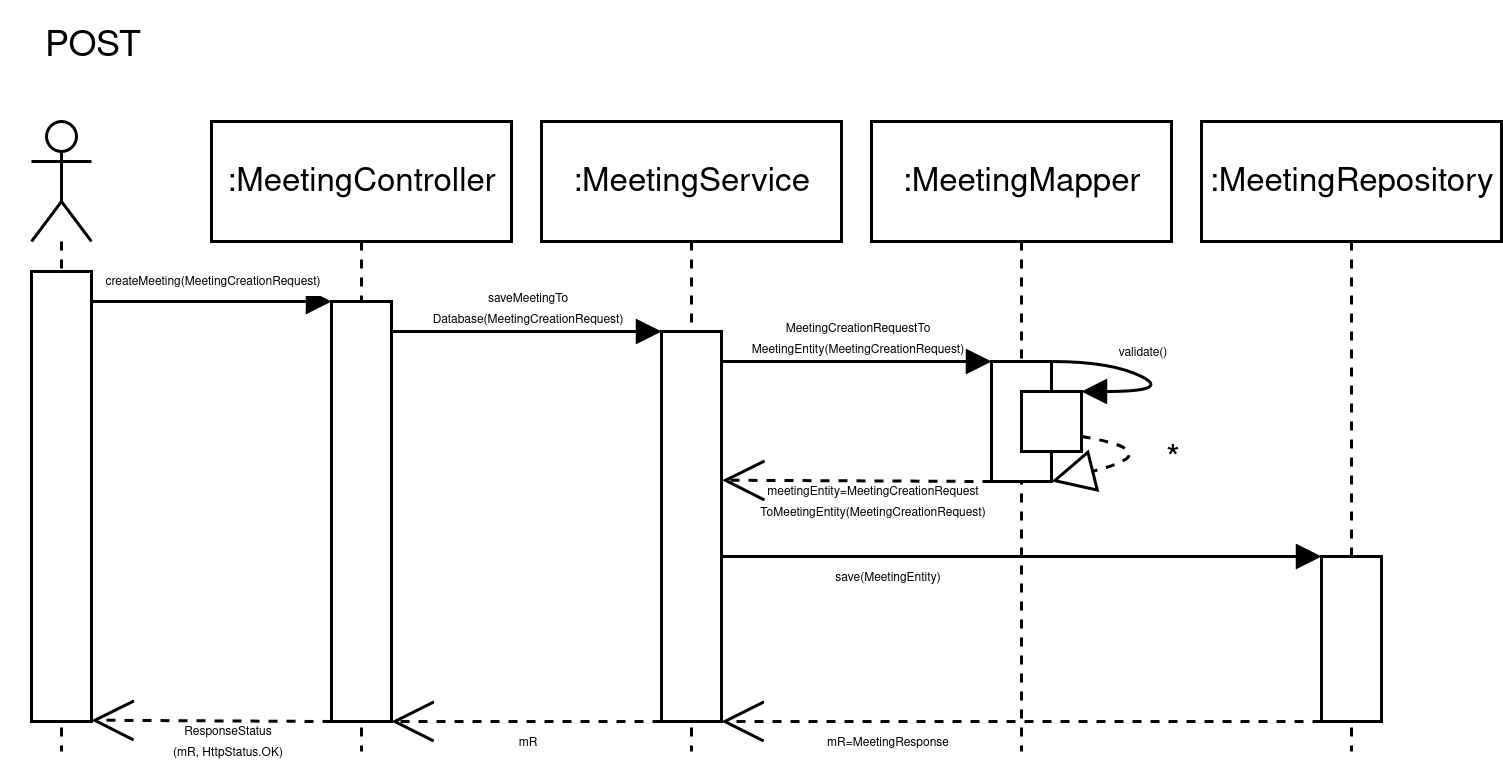 POST
:MeetingController
:MeetingService
:MeetingMapper
:MeetingRepository
createMeeting(MeetingCreationRequest)
saveMeetingTo
Database(MeetingCreationRequest)
MeetingCreationRequestTo
MeetingEntity(MeetingCreationRequest)
validate()
*
meetingEntity=MeetingCreationRequest
ToMeetingEntity(MeetingCreationRequest)
save(MeetingEntity)
ResponseStatus
(mR, HttpStatus.OK)
mR
mR=MeetingResponse